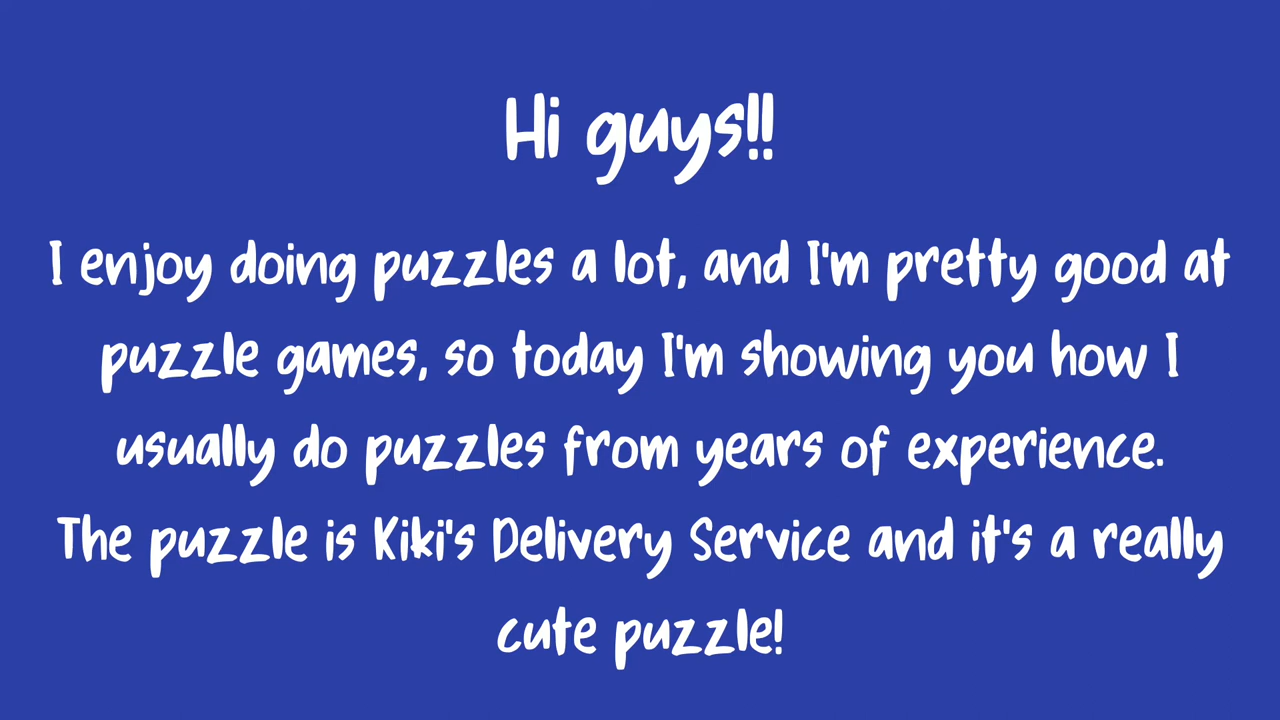 Hi guys!!
I enjoy doing puzzles a lot, and I'm pretty good at
puzzle games, so today I'm showing you how I
usually do puzzles from years of experience.
The puzzle is Kiki's Delivery Service and it's a really
cute puzzle!